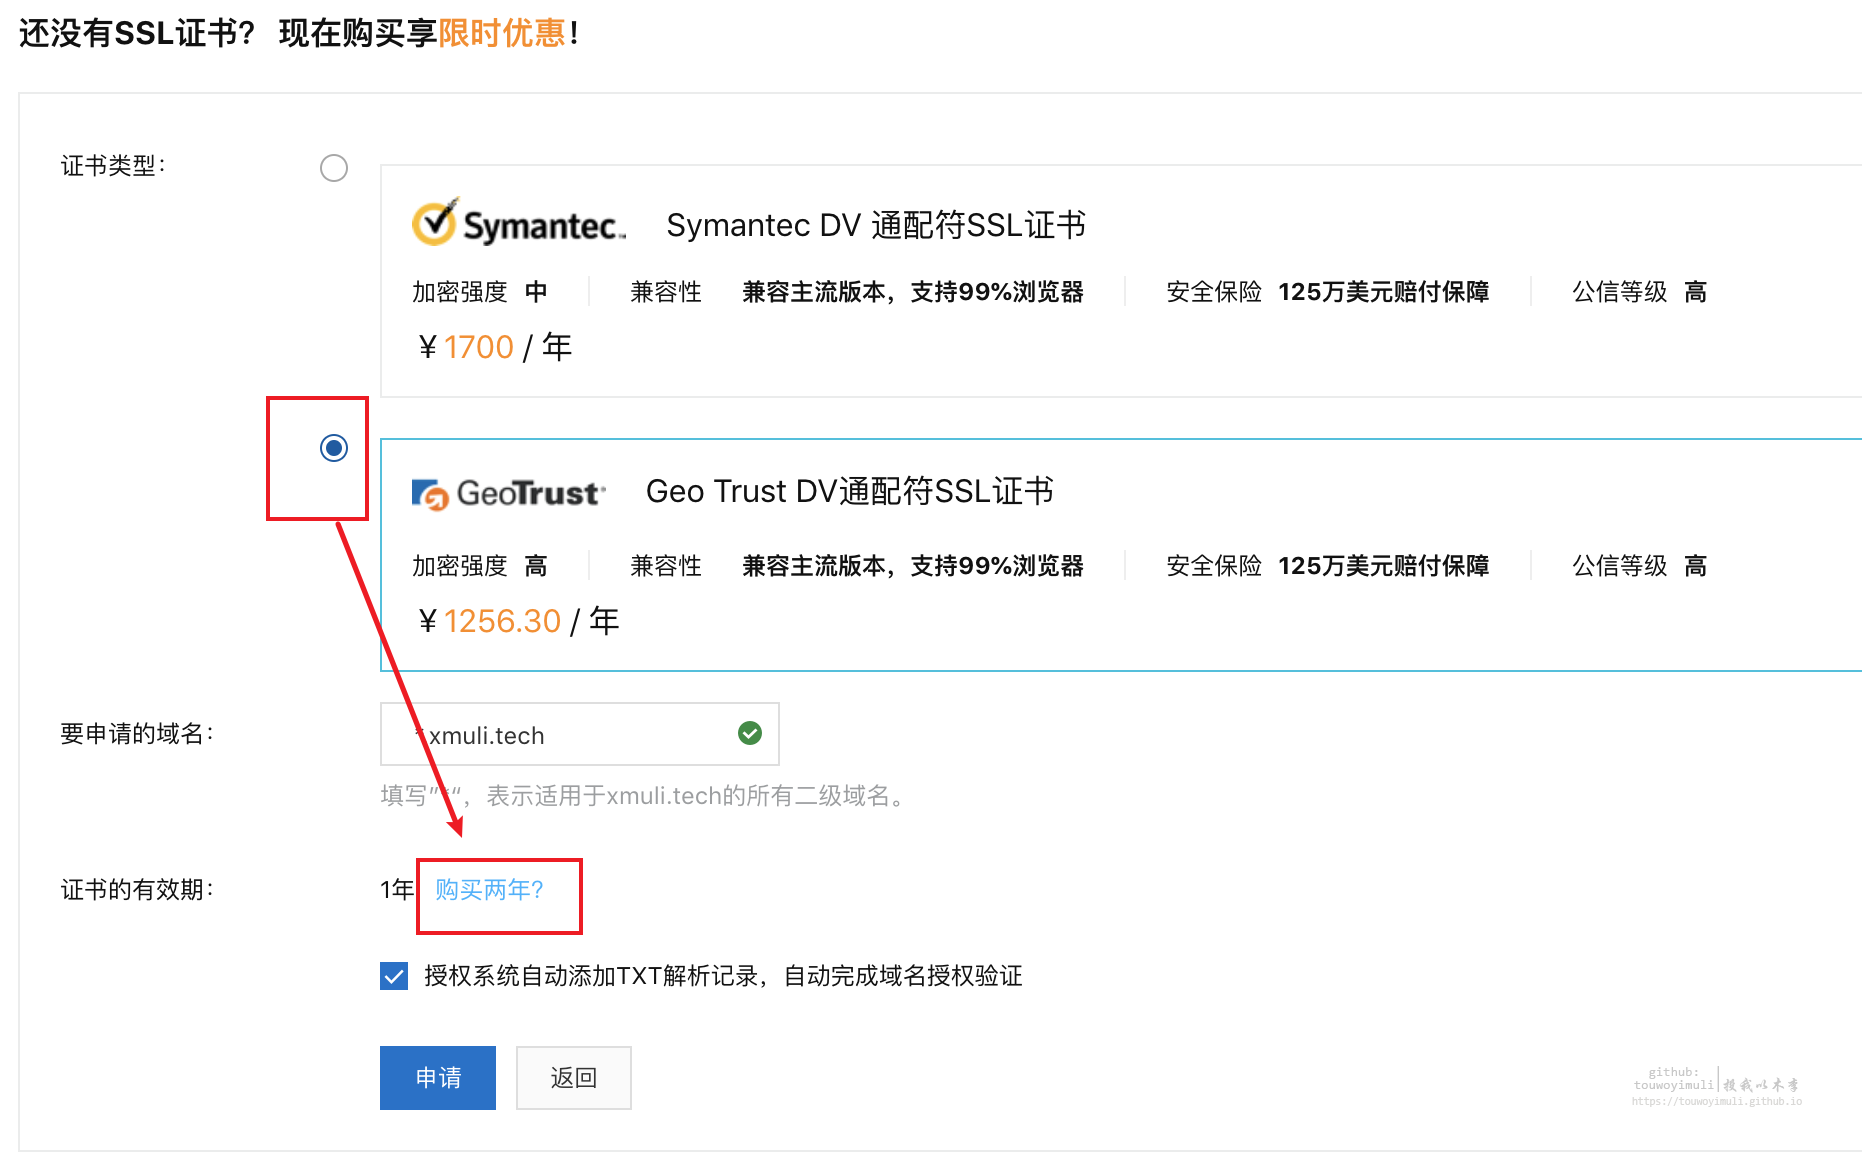 还没有SSL证书？ 现在购买享限时优惠！
证书类型：
Symantec™ Symantec DV 通配符SSL证书
加密强度 中 兼容性 兼容主流版本，支持99%浏览器 安全保险 125万美元赔付保障 公信等级 高
¥ 1700 / 年
GeoTrust Geo Trust DV通配符SSL证书
加密强度 高 兼容性 兼容主流版本，支持99%浏览器 安全保险 125万美元赔付保障 公信等级 高
¥ 1256.30 / 年
要申请的域名： *.xmuli.tech
填写”*“，表示适用于xmuli.tech的所有二级域名。
证书的有效期： 1年 购买两年?
授权系统自动添加TXT解析记录，自动完成域名授权验证
申请 返回
github:
touwoyimuli 投我以木李
https://touwoyimuli.github.io